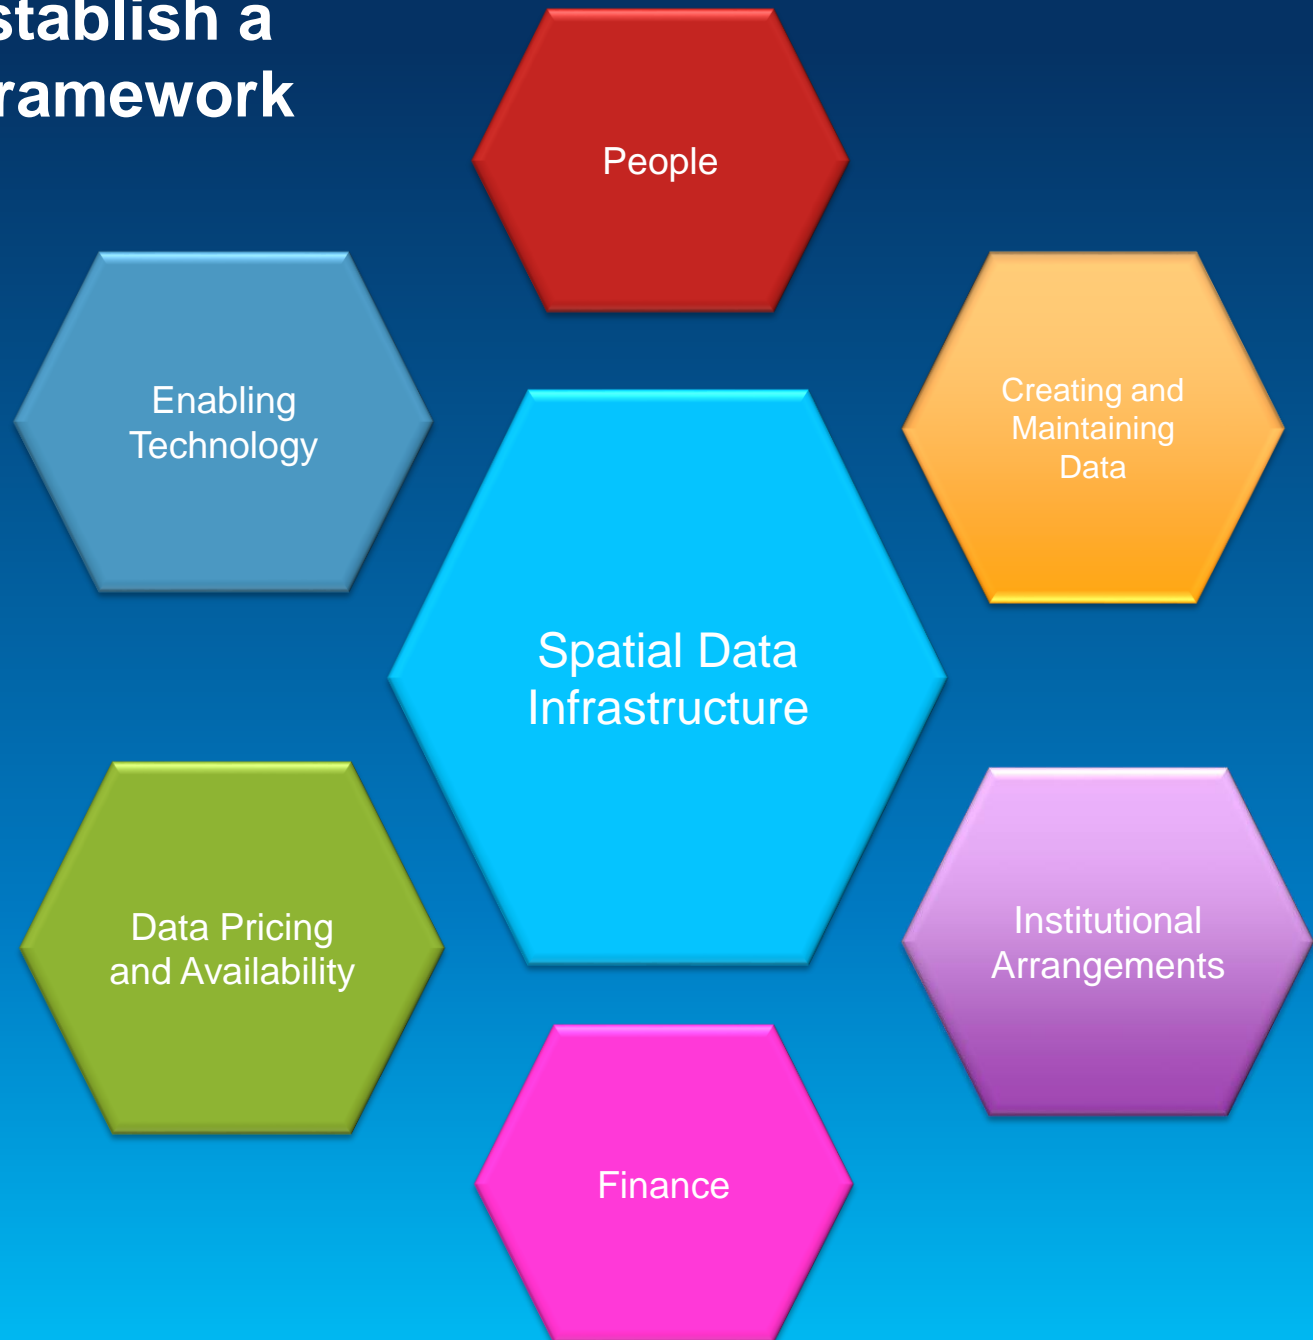 stablish a
ramework
People
Enabling
Technology
Creating and
Maintaining
Data
Spatial Data
Infrastructure
Data Pricing
and Availability
Institutional
Arrangements
Finance